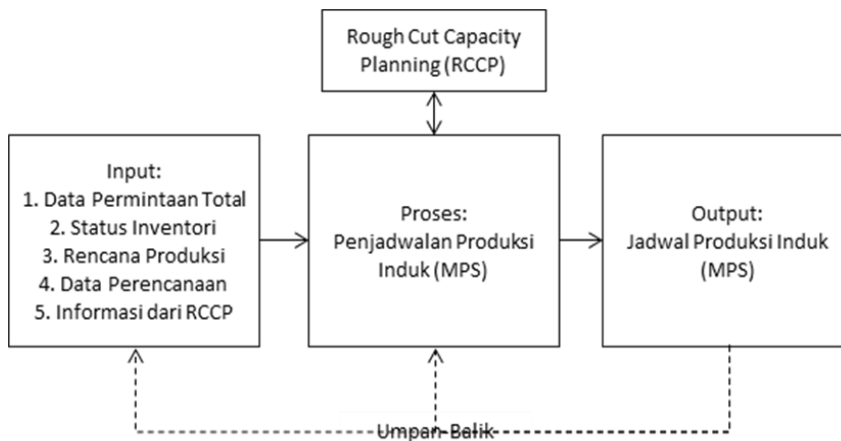 Rough Cut Capacity
Planning (RCCP)
Input:
1. Data Permintaan Total
2. Status Inventori
3. Rencana Produksi
4. Data Perencanaan
5. Informasi dari RCCP
Proses:
Penjadwalan Produksi
Induk (MPS)
Output:
Jadwal Produksi Induk
(MPS)
Umpan Balik